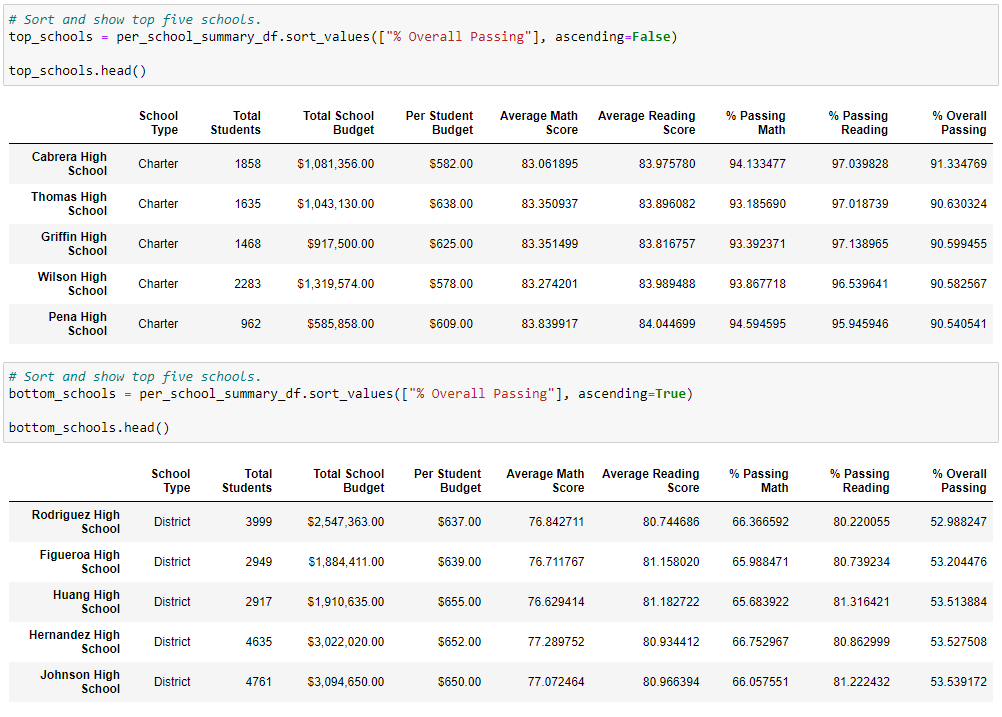 # Sort and show top five schools.
top_schools = per_school_summary_df.sort_values(["% Overall Passing"], ascending=False)
top_schools.head()
School Type Total Students Total School Budget Per Student Budget Average Math Score Average Reading Score % Passing Math % Passing Reading % Overall Passing
Cabrera High School Charter 1858 $1,081,356.00 $582.00 83.061895 83.975780 94.133477 97.039828 91.334769
Thomas High School Charter 1635 $1,043,130.00 $638.00 83.350937 83.896082 93.185690 97.018739 90.630324
Griffin High School Charter 1468 $917,500.00 $625.00 83.351499 83.816757 93.392371 97.138965 90.599455
Wilson High School Charter 2283 $1,319,574.00 $578.00 83.274201 83.989488 93.867718 96.539641 90.582567
Pena High School Charter 962 $585,858.00 $609.00 83.839917 84.044699 94.594595 95.945946 90.540541
# Sort and show top five schools.
bottom_schools = per_school_summary_df.sort_values(["% Overall Passing"], ascending=True)
bottom_schools.head()
School Type Total Students Total School Budget Per Student Budget Average Math Score Average Reading Score % Passing Math % Passing Reading % Overall Passing
Rodriguez High School District 3999 $2,547,363.00 $637.00 76.842711 80.744686 66.366592 80.220055 52.988247
Figueroa High School District 2949 $1,884,411.00 $639.00 76.711767 81.158020 65.988471 80.739234 53.204476
Huang High School District 2917 $1,910,635.00 $655.00 76.629414 81.182722 65.683922 81.316421 53.513884
Hernandez High School District 4635 $3,022,020.00 $652.00 77.289752 80.934412 66.752967 80.862999 53.527508
Johnson High School District 4761 $3,094,650.00 $650.00 77.072464 80.966394 66.057551 81.222432 53.539172